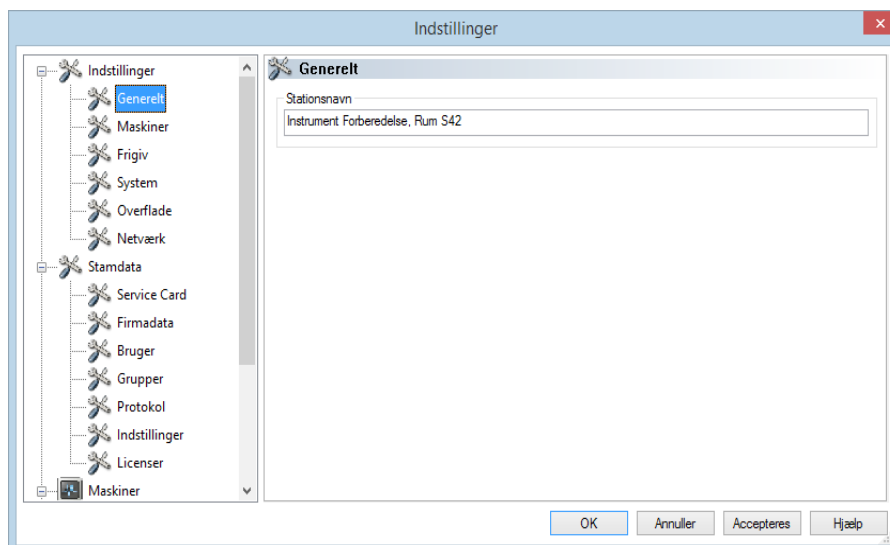 Indstillinger
Indstillinger
Generelt
Maskiner
Frigiv
System
Overflade
Netværk
Stamdata
Service Card
Firmadata
Bruger
Grupper
Protokol
Indstillinger
Licenser
Maskiner
Generelt
Stationsnavn
Instrument Forberedelse, Rum S42
OK
Annuller
Accepteres
Hjælp